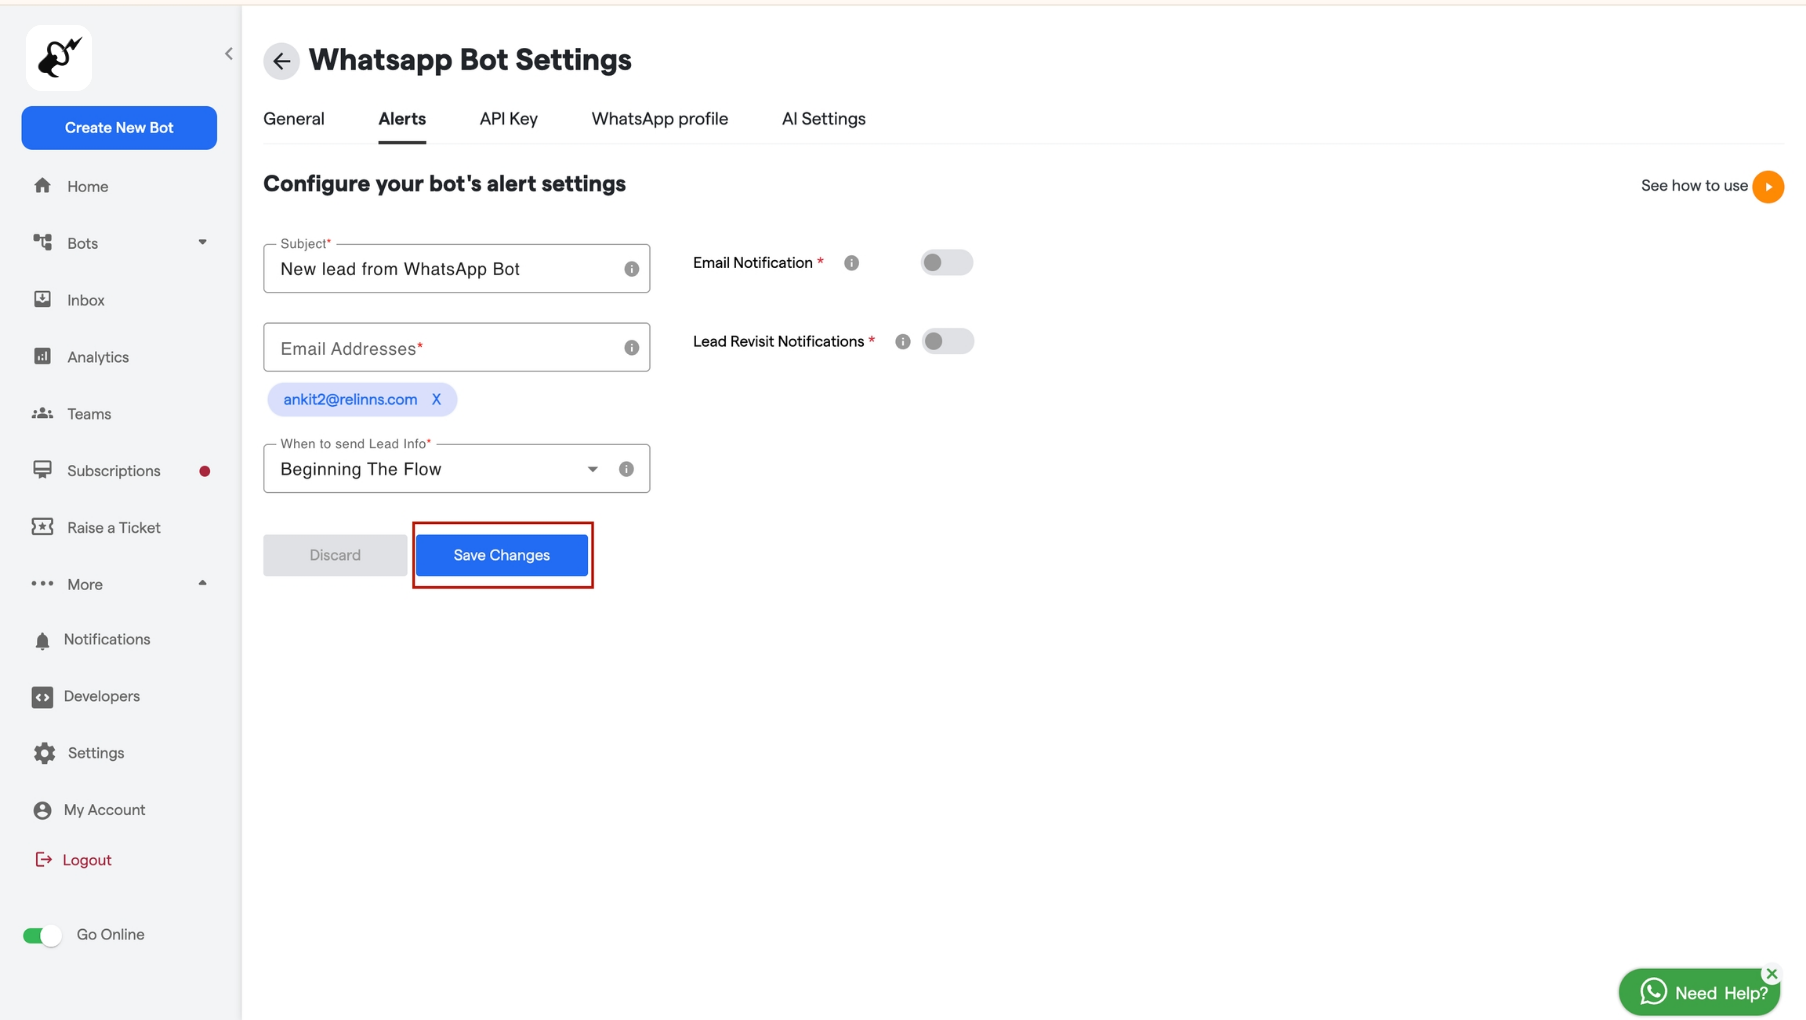 Whatsapp Bot Settings
Create New Bot
Home
Bots
Inbox
Analytics
Teams
Subscriptions
Raise a Ticket
More
Notifications
Developers
Settings
My Account
Logout
Go Online
General Alerts API Key WhatsApp profile AI Settings
Configure your bot's alert settings
See how to use
Subject*
New lead from WhatsApp Bot
Email Notification *
Email Addresses*
Lead Revisit Notifications *
ankit2@relinns.com X
When to send Lead Info*
Beginning The Flow
Discard Save Changes
Need Help?